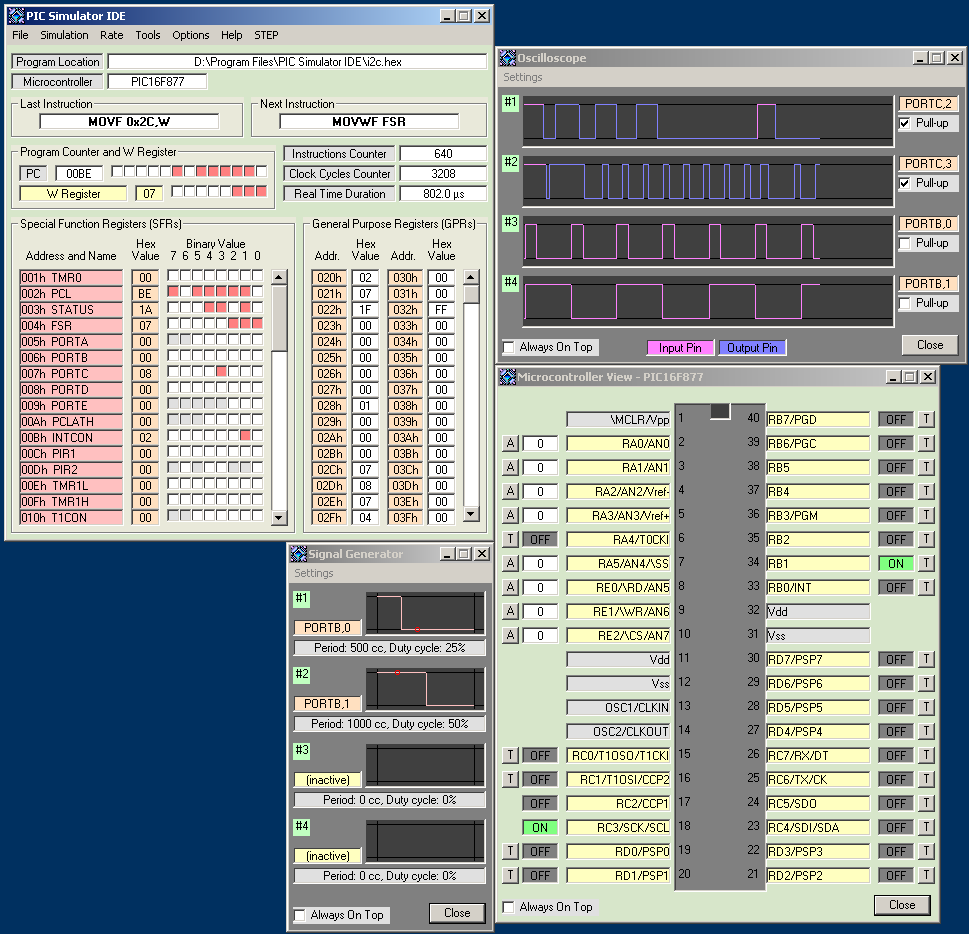 PIC Simulator IDE
File Simulation Rate Tools Options Help STEP
Program Location D:\Program Files\PIC Simulator IDE\i2c.hex
Microcontroller PIC16F877
Last Instruction Next Instruction
MOVF 0x2C,W MOVWF FSR
Program Counter and W Register
PC 00BE
W Register 07
Instructions Counter 640
Clock Cycles Counter 3208
Real Time Duration 802.0 µs
Special Function Registers (SFRs)
Address and Name Hex Value Binary Value
7 6 5 4 3 2 1 0
001h TMR0 00
002h PCL BE
003h STATUS 1A
004h FSR 07
005h PORTA 00
006h PORTB 00
007h PORTC 08
008h PORTD 00
009h PORTE 00
00Ah PCLATH 00
00Bh INTCON 02
00Ch PIR1 00
00Dh PIR2 00
00Eh TMR1L 00
00Fh TMR1H 00
010h T1CON 00
General Purpose Registers (GPRs)
Addr. Hex Value Addr. Hex Value
020h 02 030h 00
021h 07 031h 00
022h 1F 032h FF
023h 00 033h 00
024h 00 034h 00
025h 00 035h 00
026h 00 036h 00
027h 00 037h 00
028h 01 038h 00
029h 00 039h 00
02Ah 00 03Ah 00
02Bh 00 03Bh 00
02Ch 07 03Ch 00
02Dh 08 03Dh 00
02Eh 07 03Eh 00
02Fh 04 03Fh 00
Oscilloscope
Settings
#1 PORTC,2
Pull-up
#2 PORTC,3
Pull-up
#3 PORTB,0
Pull-up
#4 PORTB,1
Pull-up
Always On Top Input Pin Output Pin Close
Signal Generator
Settings
#1
PORTB,0
Period: 500 cc, Duty cycle: 25%
#2
PORTB,1
Period: 1000 cc, Duty cycle: 50%
#3
(inactive)
Period: 0 cc, Duty cycle: 0%
#4
(inactive)
Period: 0 cc, Duty cycle: 0%
Always On Top Close
Microcontroller View - PIC16F877
\MCLR/Vpp 1 40 RB7/PGD OFF T
A 0 RA0/AN0 2 39 RB6/PGC OFF T
A 0 RA1/AN1 3 38 RB5 OFF T
A 0 RA2/AN2/Vref- 4 37 RB4 OFF T
A 0 RA3/AN3/Vref+ 5 36 RB3/PGM OFF T
T OFF RA4/T0CKI 6 35 RB2 OFF T
A 0 RA5/AN4/\SS 7 34 RB1 ON T
A 0 RE0/\RD/AN5 8 33 RB0/INT OFF T
A 0 RE1/\WR/AN6 9 32 Vdd
A 0 RE2/\CS/AN7 10 31 Vss
Vdd 11 30 RD7/PSP7 OFF T
Vss 12 29 RD6/PSP6 OFF T
OSC1/CLKIN 13 28 RD5/PSP5 OFF T
OSC2/CLKOUT 14 27 RD4/PSP4 OFF T
T OFF RC0/T1OSO/T1CKI 15 26 RC7/RX/DT OFF T
T OFF RC1/T1OSI/CCP2 16 25 RC6/TX/CK OFF T
OFF RC2/CCP1 17 24 RC5/SDO OFF T
ON RC3/SCK/SCL 18 23 RC4/SDI/SDA OFF T
T OFF RD0/PSP0 19 22 RD3/PSP3 OFF T
T OFF RD1/PSP1 20 21 RD2/PSP2 OFF T
Always On Top Close